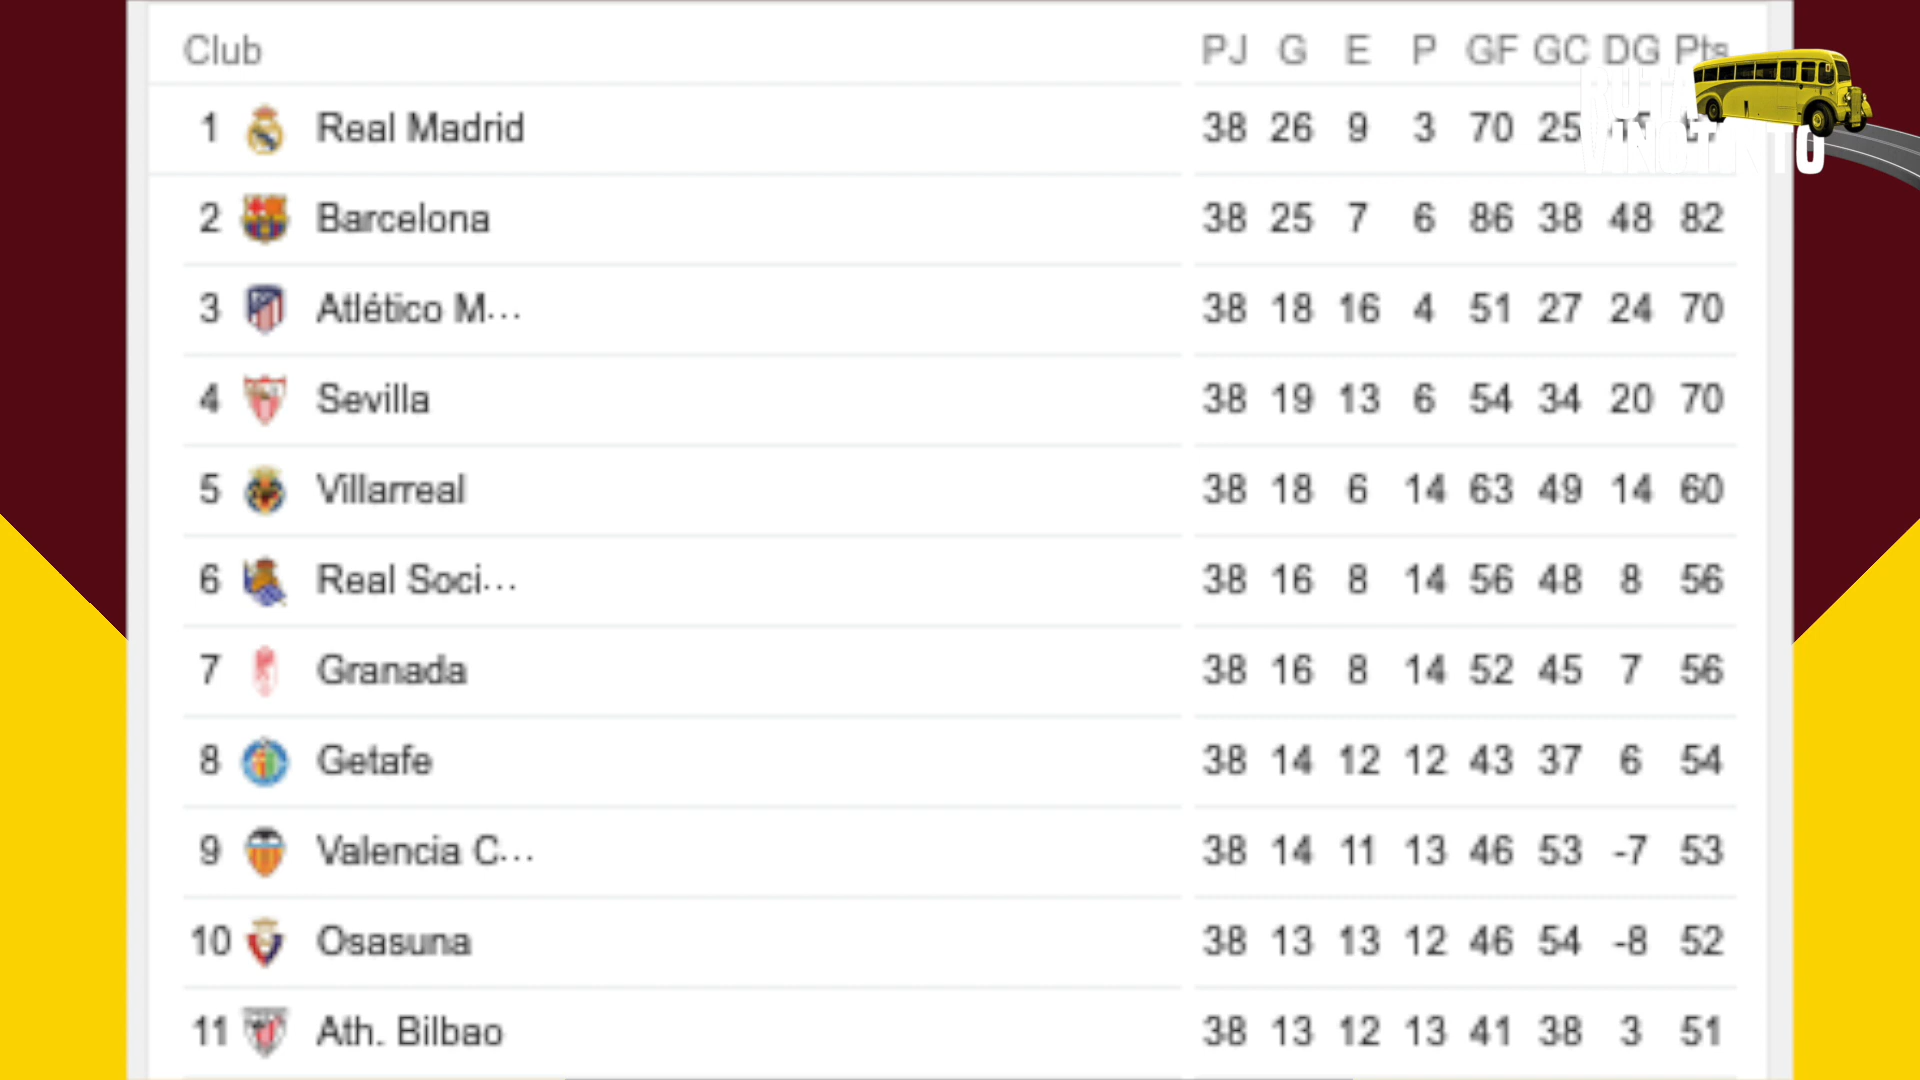 Club PJ G E P GF GC DG Pts
1 Real Madrid 38 26 9 3 70 25
2 Barcelona 38 25 7 6 86 38 48 82
3 Atlético M... 38 18 16 4 51 27 24 70
4 Sevilla 38 19 13 6 54 34 20 70
5 Villarreal 38 18 6 14 63 49 14 60
6 Real Soci... 38 16 8 14 56 48 8 56
7 Granada 38 16 8 14 52 45 7 56
8 Getafe 38 14 12 12 43 37 6 54
9 Valencia C... 38 14 11 13 46 53 -7 53
10 Osasuna 38 13 13 12 46 54 -8 52
11 Ath. Bilbao 38 13 12 13 41 38 3 51
RUTA
VINOTINTO